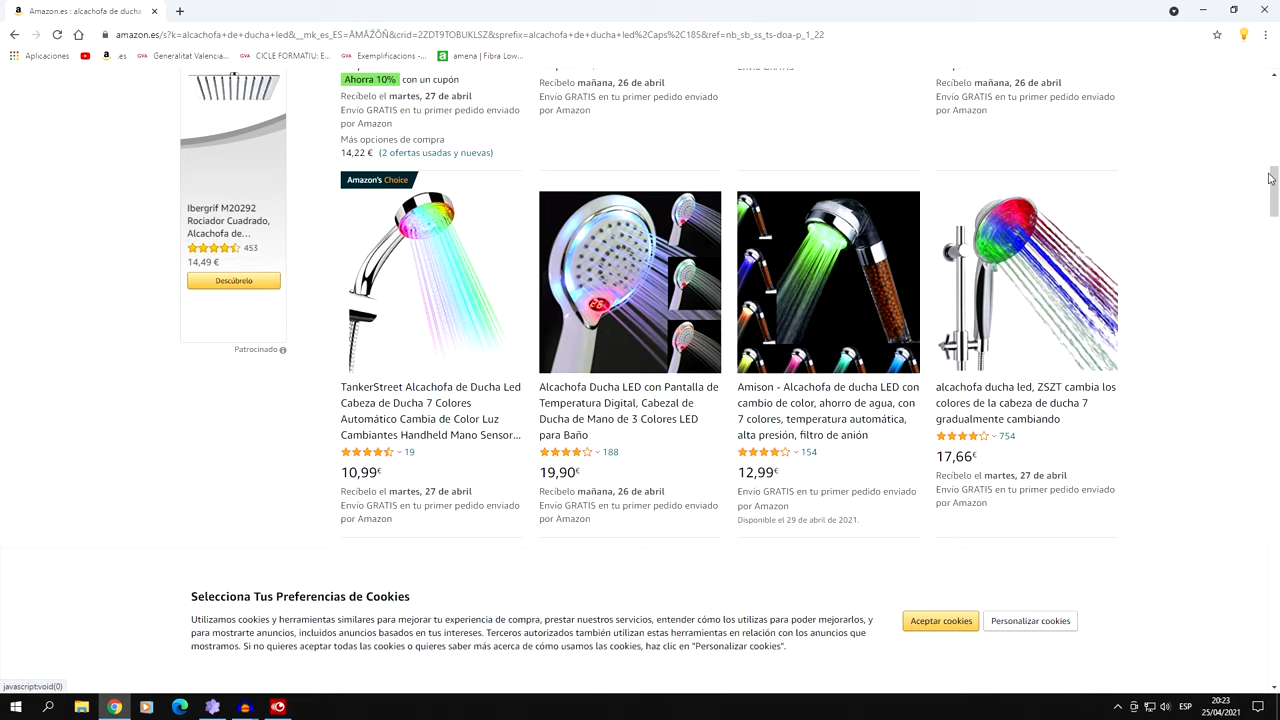 Amazon.es : alcachofa de ducha
amazon.es/s?k=alcachofa+de+ducha+led&__mk_es_ES=ÅMÅŽÕÑ&crid=2ZDT9TOBUKLSZ&sprefix=alcachofa+de+ducha+led%2Caps%2C185&ref=nb_sb_ss_ts-doa-p_1_22
Aplicaciones .es Generalitat Valencia... CICLE FORMATIU: E... Exemplificacions -... amena | Fibra Low...
Ahorra 10% con un cupón
Recíbelo el martes, 27 de abril
Envío GRATIS en tu primer pedido enviado
por Amazon
Más opciones de compra
14,22 € (2 ofertas usadas y nuevas)
Recíbelo mañana, 26 de abril
Envío GRATIS en tu primer pedido enviado
por Amazon
Recíbelo mañana, 26 de abril
Envío GRATIS en tu primer pedido enviado
por Amazon
Ibergrif M20292
Rociador Cuadrado,
Alcachofa de...
453
14,49 €
Descúbrelo
Patrocinado
Amazon's Choice
TankerStreet Alcachofa de Ducha Led
Cabeza de Ducha 7 Colores
Automático Cambia de Color Luz
Cambiantes Handheld Mano Sensor...
19
10,99€
Recíbelo el martes, 27 de abril
Envío GRATIS en tu primer pedido enviado
por Amazon
Alcachofa Ducha LED con Pantalla de
Temperatura Digital, Cabezal de
Ducha de Mano de 3 Colores LED
para Baño
188
19,90€
Recíbelo mañana, 26 de abril
Envío GRATIS en tu primer pedido enviado
por Amazon
Amison - Alcachofa de ducha LED con
cambio de color, ahorro de agua, con
7 colores, temperatura automática,
alta presión, filtro de anión
154
12,99€
Envío GRATIS en tu primer pedido enviado
por Amazon
Disponible el 29 de abril de 2021.
alcachofa ducha led, ZSZT cambia los
colores de la cabeza de ducha 7
gradualmente cambiando
754
17,66€
Recíbelo el martes, 27 de abril
Envío GRATIS en tu primer pedido enviado
por Amazon
Selecciona Tus Preferencias de Cookies
Utilizamos cookies y herramientas similares para mejorar tu experiencia de compra, prestar nuestros servicios, entender cómo los utilizas para poder mejorarlos, y
para mostrarte anuncios, incluidos anuncios basados en tus intereses. Terceros autorizados también utilizan estas herramientas en relación con los anuncios que
mostramos. Si no quieres aceptar todas las cookies o quieres saber más acerca de cómo usamos las cookies, haz clic en "Personalizar cookies".
Aceptar cookies
Personalizar cookies
javascript:void(0)
ESP
20:23
25/04/2021